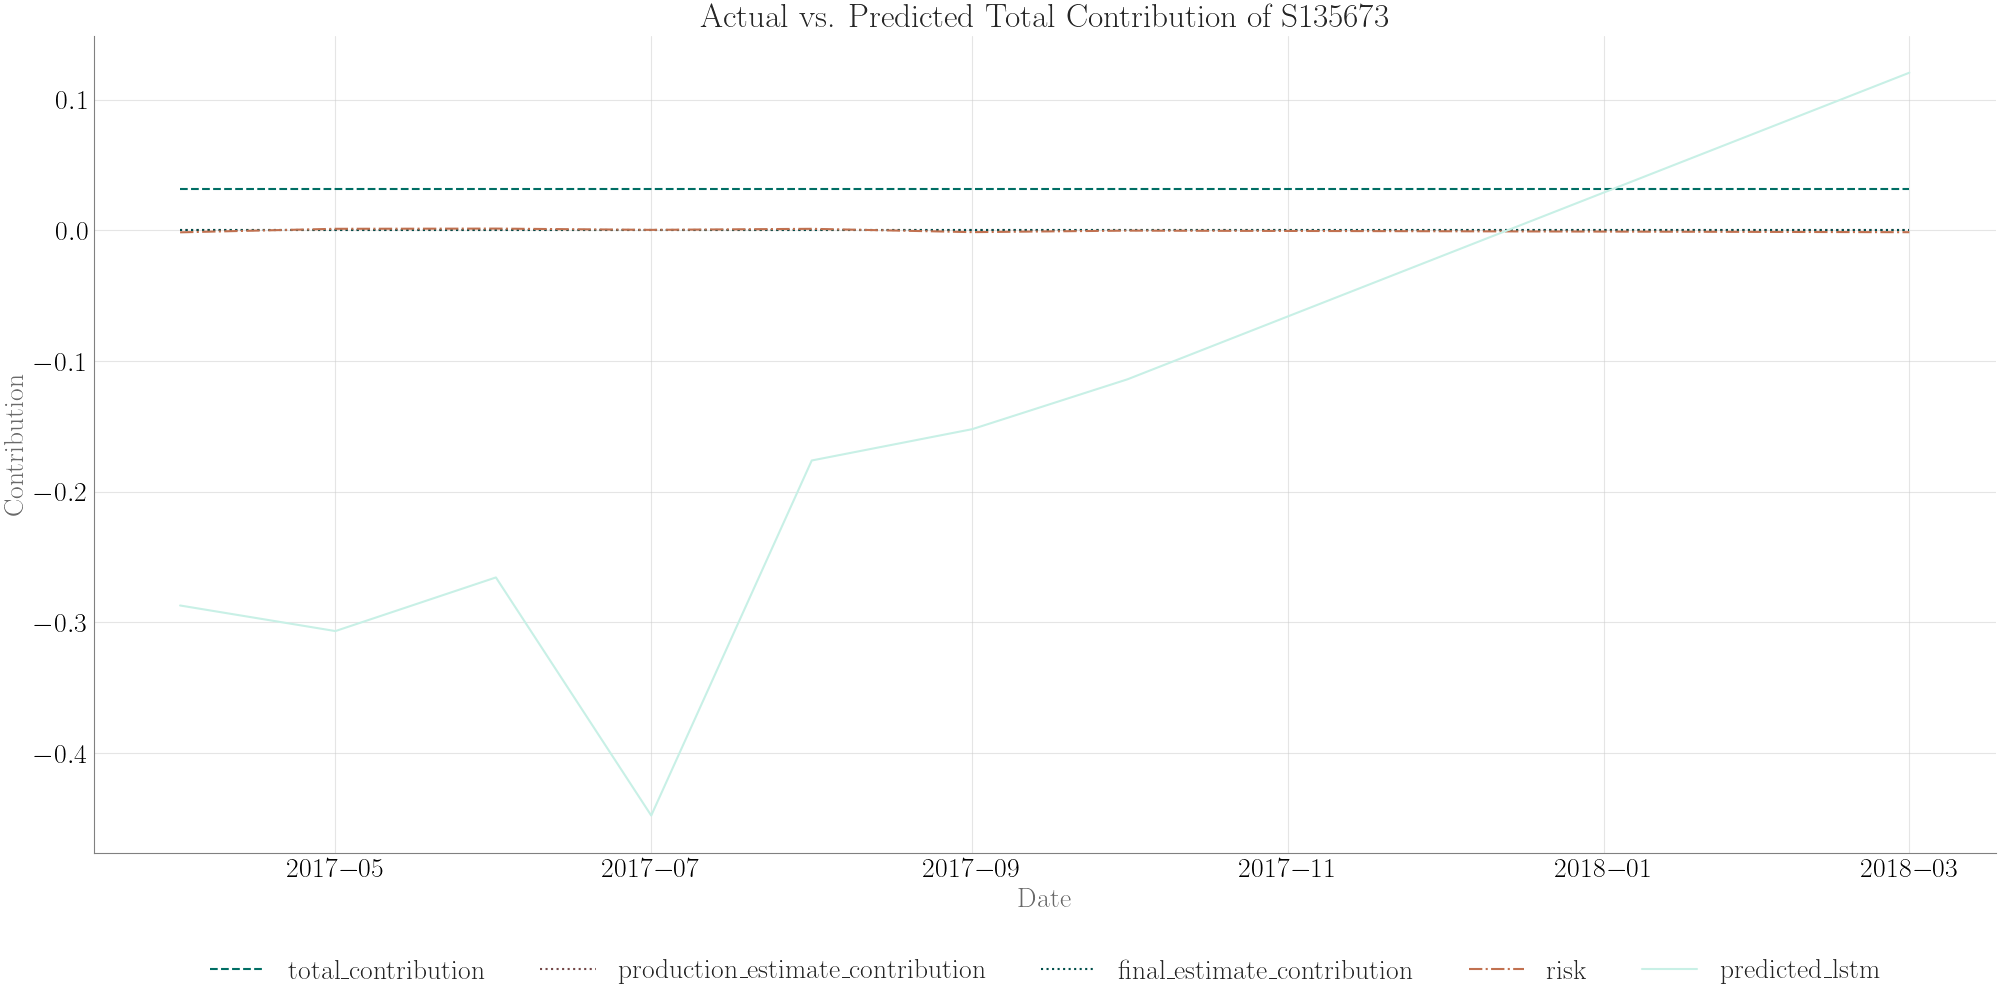 Actual vs. Predicted Total Contribution of S135673
0.1
0.0
−0.1
−0.2
−0.3
−0.4
Contribution
2017−05 2017−07 2017−09 2017−11 2018−01 2018−03
Date
total_contribution production_estimate_contribution final_estimate_contribution risk predicted_lstm